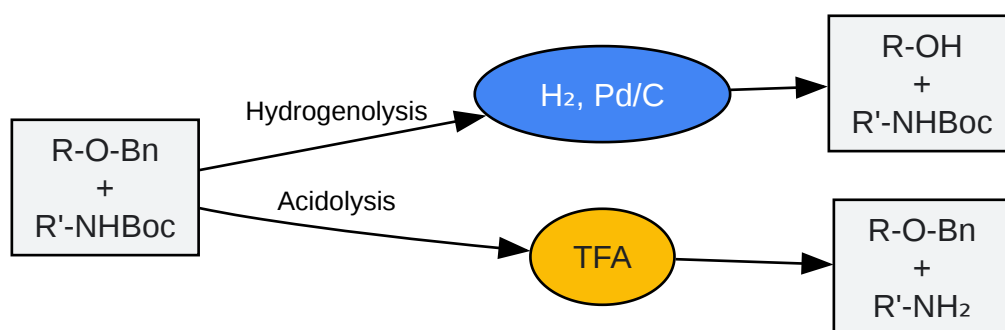 R-O-Bn
+
R'-NHBoc
Hydrogenolysis
Acidolysis
H₂, Pd/C
TFA
R-OH
+
R'-NHBoc
R-O-Bn
+
R'-NH₂